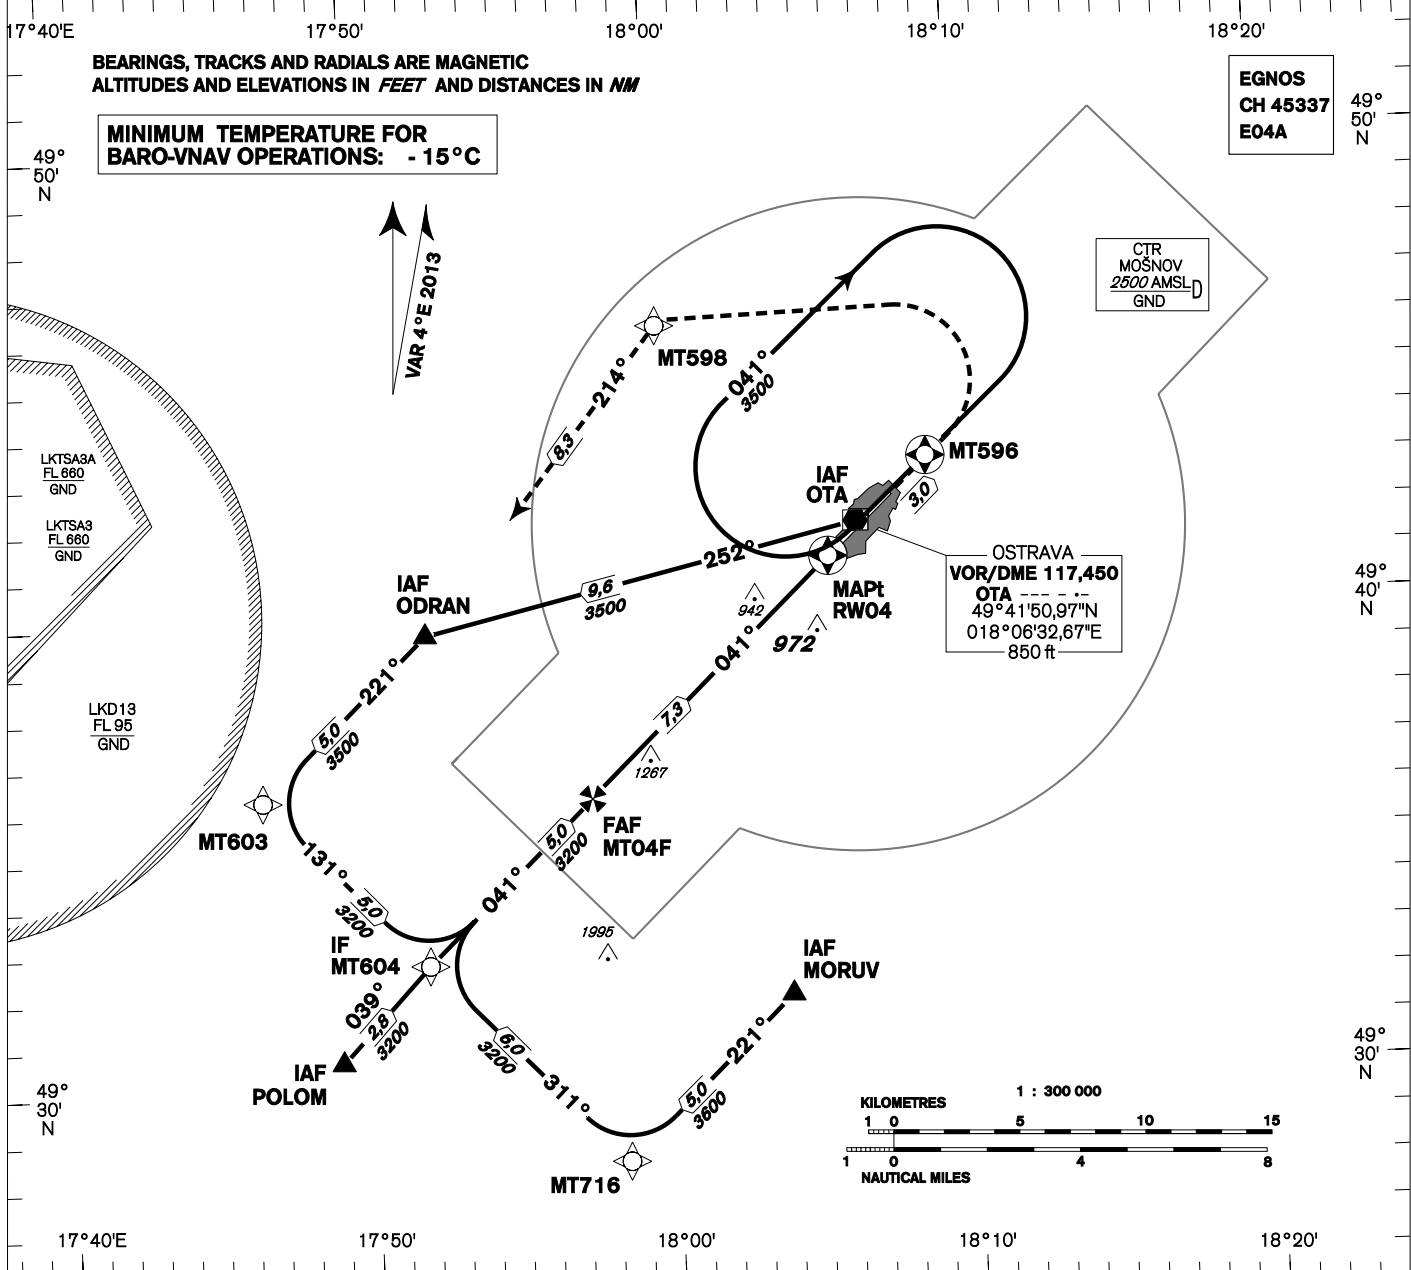 17°40'E
17°50'
18°00'
18°10'
18°20'
BEARINGS, TRACKS AND RADIALS ARE MAGNETIC
ALTITUDES AND ELEVATIONS IN FEET AND DISTANCES IN NM
EGNOS
CH 45337
E04A
49°
50'
N
MINIMUM TEMPERATURE FOR
BARO-VNAV OPERATIONS: - 15°C
49°
50'
N
VAR 4°E 2013
CTR
MOŠNOV
2500 AMSL
GND
D
MT598
214°
8,3
041°
3500
MT596
3,0
IAF
OTA
LKTSA3A
FL 660
GND
LKTSA3
FL 660
GND
OSTRAVA
VOR/DME 117,450
OTA --- - ·-
49°41'50,97"N
018°06'32,67"E
850 ft
252°
9,6
3500
IAF
ODRAN
MAPt
RW04
942
972
49°
40'
N
041°
221°
5,0
3500
7,3
LKD13
FL 95
GND
1267
MT603
FAF
MT04F
5,0
3200
131°
5,0
3200
041°
1995
IF
MT604
IAF
MORUV
039°
2,8
3200
6,0
3200
221°
IAF
POLOM
311°
5,0
3600
49°
30'
N
49°
30'
N
1 : 300 000
KILOMETRES
1 0 5 10 15
1 0 4 8
NAUTICAL MILES
MT716
17°40'E
17°50'
18°00'
18°10'
18°20'